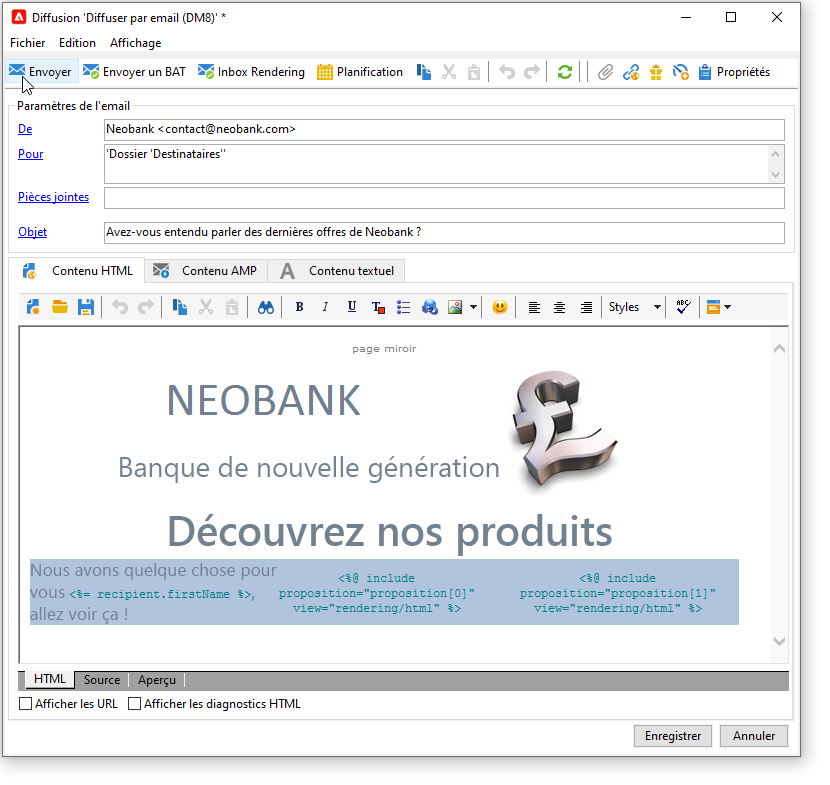 Diffusion 'Diffuser par email (DM8)' *
Fichier Edition Affichage
Envoyer Envoyer un BAT Inbox Rendering Planification Propriétés
Paramètres de l'email
De Neobank <contact@neobank.com>
Pour 'Dossier 'Destinataires''
Pièces jointes
Objet Avez-vous entendu parler des dernières offres de Neobank ?
Contenu HTML Contenu AMP A Contenu textuel
B I U T Styles ABC
page miroir
NEOBANK
Banque de nouvelle génération
Découvrez nos produits
Nous avons quelque chose pour
vous <%= recipient.firstName %>,
allez voir ça !
<%@ include
proposition="proposition[0]"
view="rendering/html" %>
<%@ include
proposition="proposition[1]"
view="rendering/html" %>
HTML Source Aperçu
Afficher les URL Afficher les diagnostics HTML
Enregistrer Annuler